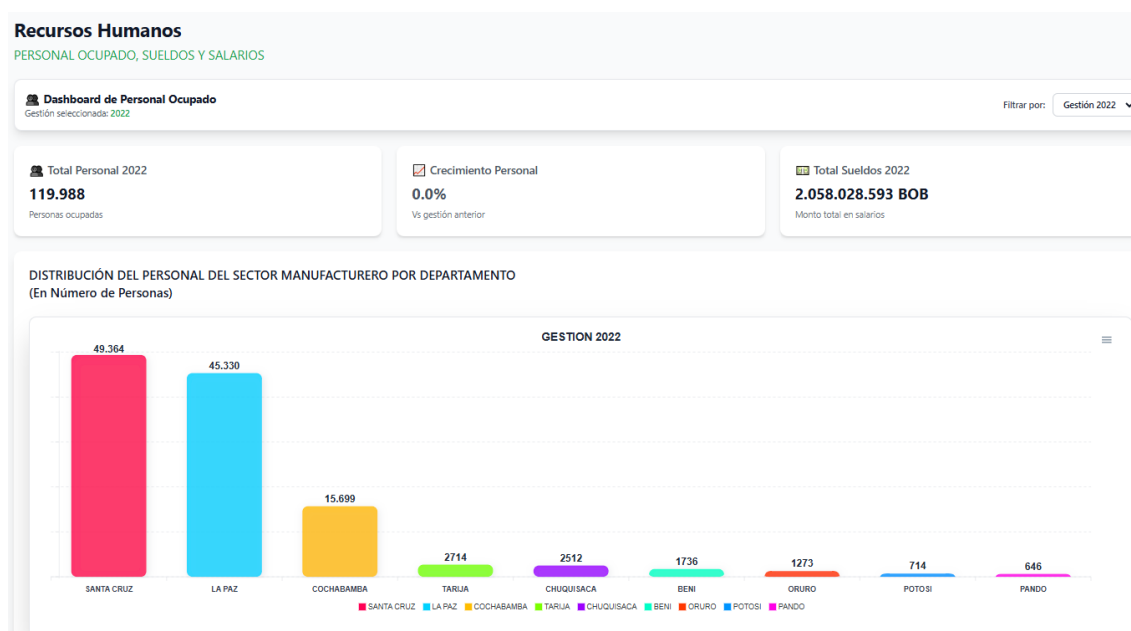 Recursos Humanos
PERSONAL OCUPADO, SUELDOS Y SALARIOS
Dashboard de Personal Ocupado
Gestión seleccionada: 2022
Filtrar por:
Gestión 2022
Total Personal 2022
119.988
Personas ocupadas
Crecimiento Personal
0.0%
Vs gestión anterior
Total Sueldos 2022
2.058.028.593 BOB
Monto total en salarios
DISTRIBUCIÓN DEL PERSONAL DEL SECTOR MANUFACTURERO POR DEPARTAMENTO
(En Número de Personas)
GESTION 2022
49.364
45.330
15.699
2714
2512
1736
1273
714
646
SANTA CRUZ
LA PAZ
COCHABAMBA
TARIJA
CHUQUISACA
BENI
ORURO
POTOSI
PANDO
SANTA CRUZ LA PAZ COCHABAMBA TARIJA CHUQUISACA BENI ORURO POTOSI PANDO